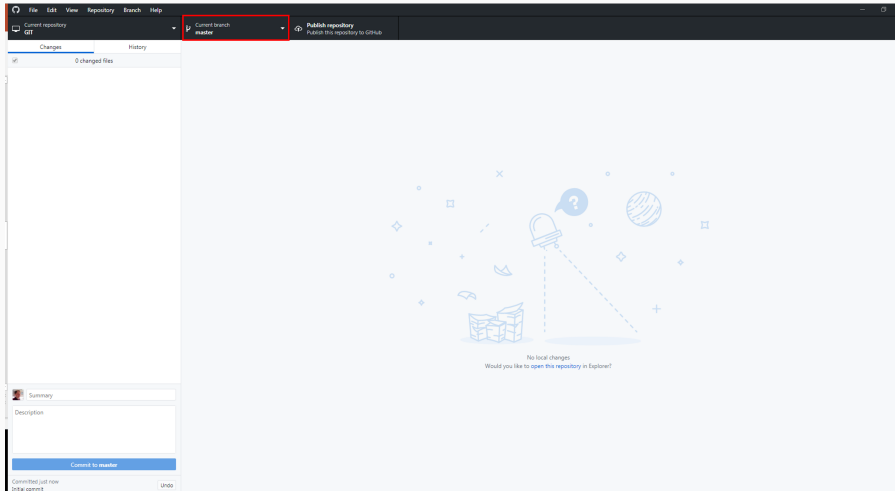 File Edit View Repository Branch Help
Current repository
GIT
Current branch
master
Publish repository
Publish this repository to GitHub
Changes
History
0 changed files
?
No local changes
Would you like to open this repository in Explorer?
Summary
Description
Commit to master
Committed just now
Initial commit
Undo